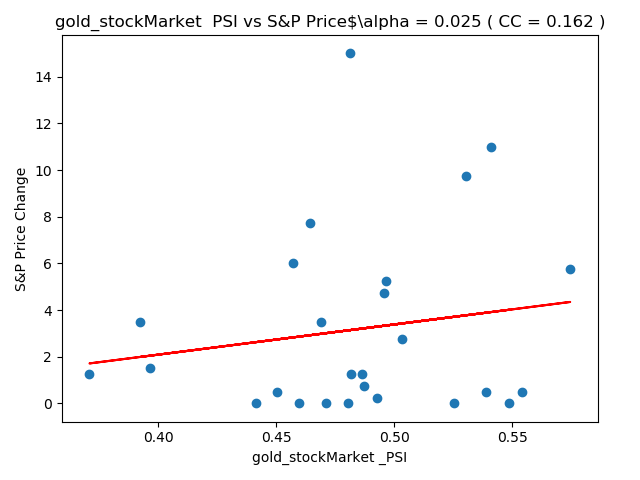 gold_stockMarket  PSI vs S&P Price$\alpha = 0.025 ( CC = 0.162 )
14
12
10
8
6
4
2
0
S&P Price Change
0.40 0.45 0.50 0.55
gold_stockMarket _PSI